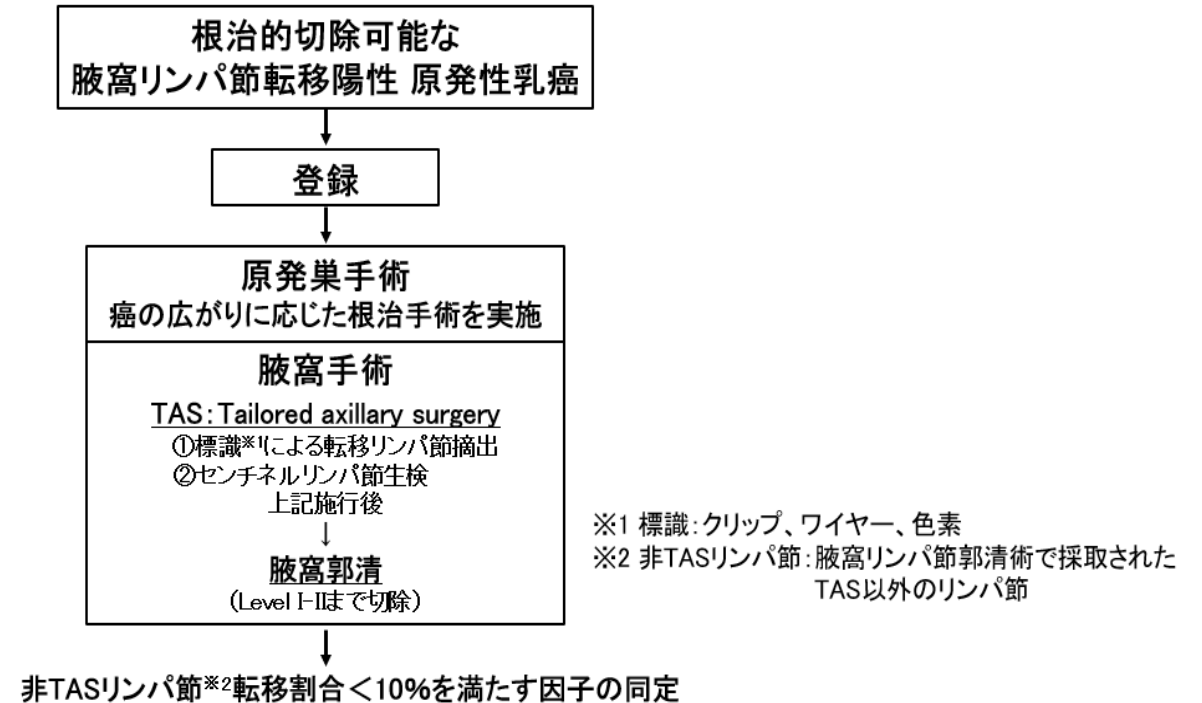 根治的切除可能な
腋窩リンパ節転移陽性 原発性乳癌
登録
原発巣手術
癌の広がりに応じた根治手術を実施
腋窩手術
TAS：Tailored axillary surgery
①標識※1による転移リンパ節摘出
②センチネルリンパ節生検
上記施行後
↓
腋窩郭清
（Level I-IIまで切除）
※1 標識：クリップ、ワイヤー、色素
※2 非TASリンパ節：腋窩リンパ節郭清術で採取された
TAS以外のリンパ節
非TASリンパ節※2転移割合＜10%を満たす因子の同定